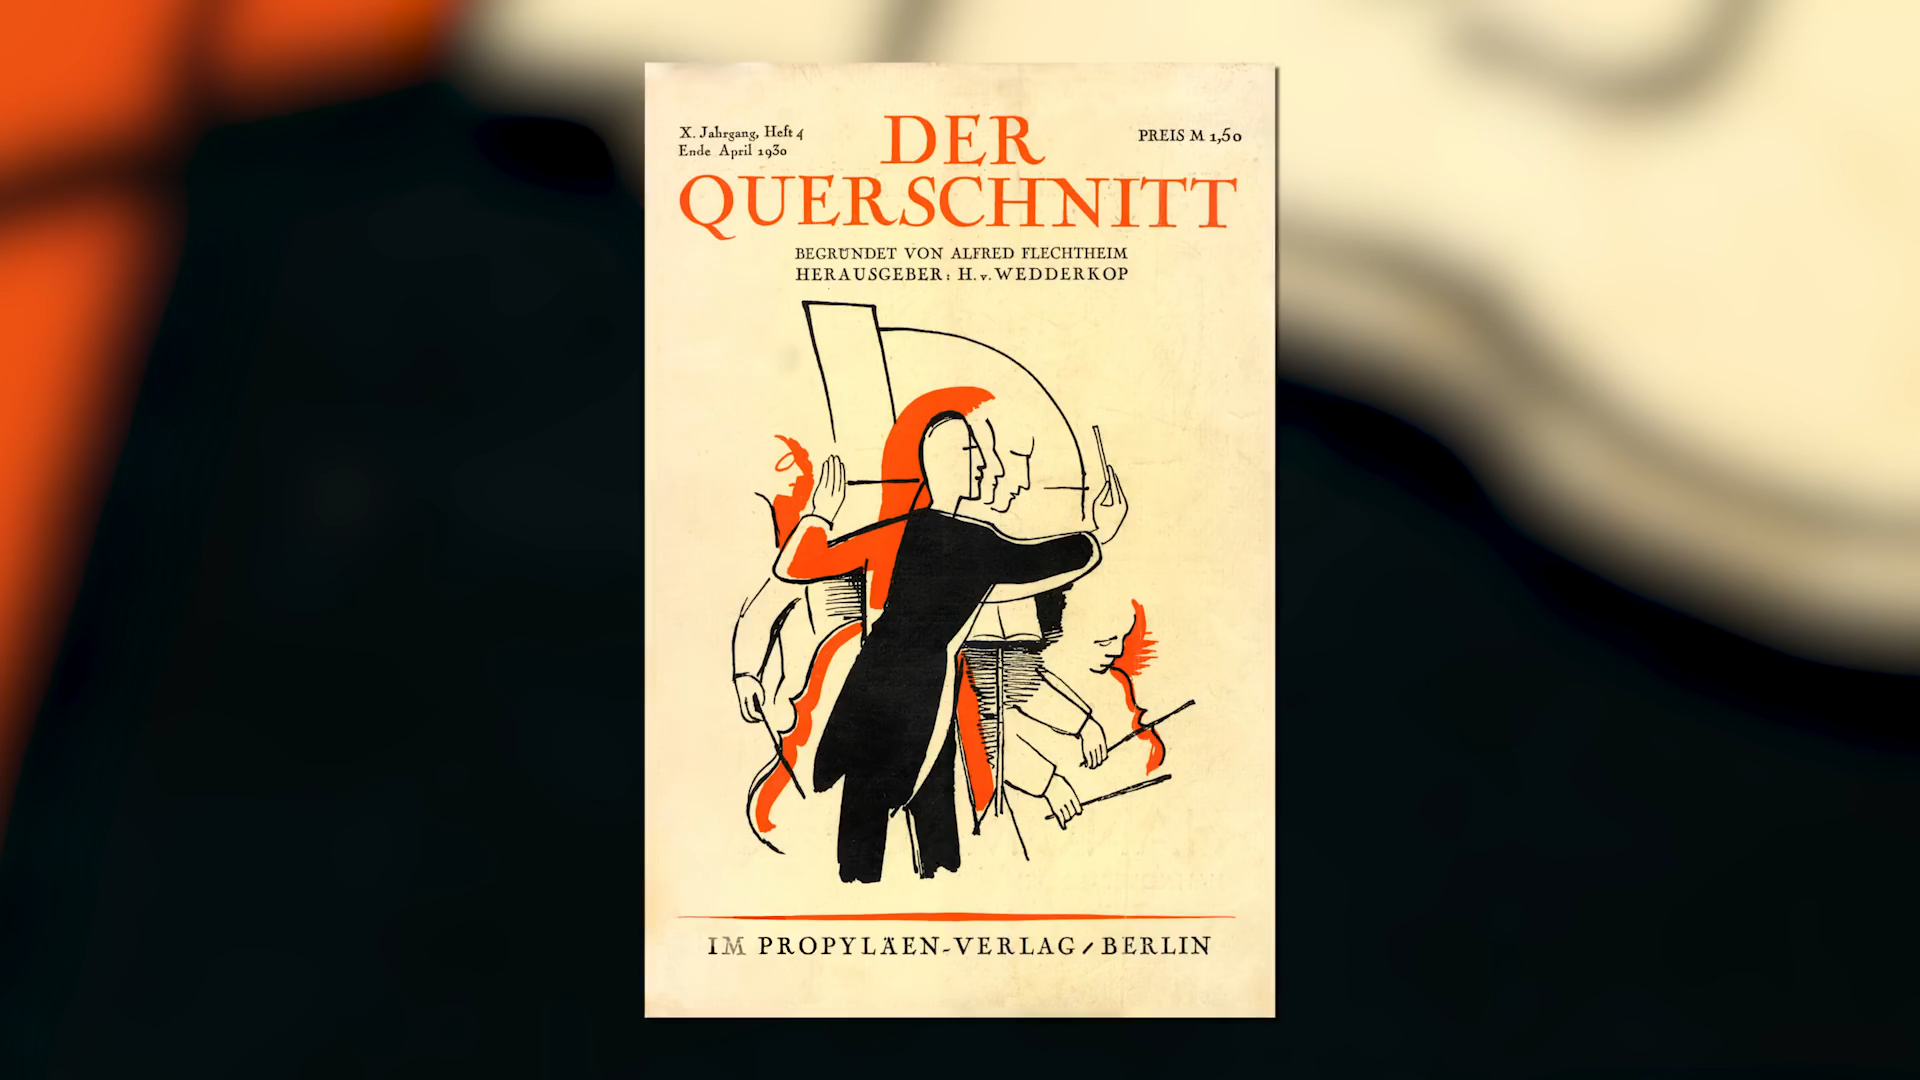 X. Jahrgang, Heft 4
Ende April 1930
PREIS M 1,50
DER
QUERSCHNITT
BEGRÜNDET VON ALFRED FLECHTHEIM
HERAUSGEBER: H. v. WEDDERKOP
IM PROPYLÄEN-VERLAG / BERLIN